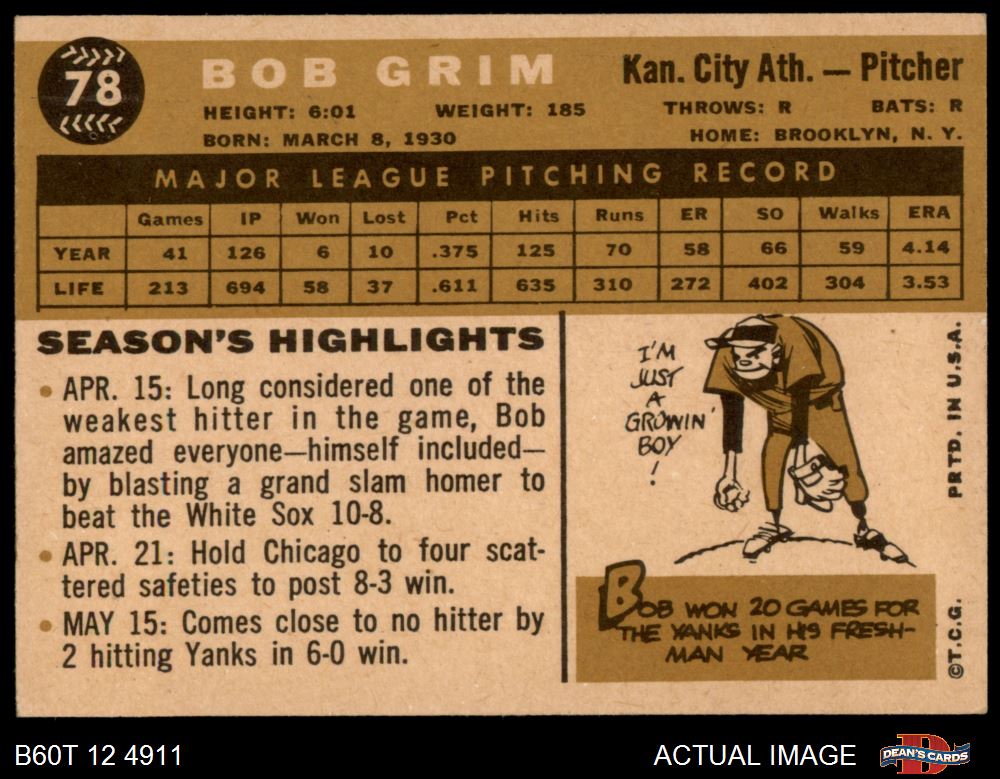 78
BOB GRIM
Kan. City Ath. — Pitcher
HEIGHT: 6:01 WEIGHT: 185 THROWS: R BATS: R
BORN: MARCH 8, 1930 HOME: BROOKLYN, N. Y.
MAJOR LEAGUE PITCHING RECORD
Games IP Won Lost Pct Hits Runs ER SO Walks ERA
YEAR 41 126 6 10 .375 125 70 58 66 59 4.14
LIFE 213 694 58 37 .611 635 310 272 402 304 3.53
SEASON'S HIGHLIGHTS
• APR. 15: Long considered one of the
weakest hitter in the game, Bob
amazed everyone—himself included—
by blasting a grand slam homer to
beat the White Sox 10-8.
• APR. 21: Hold Chicago to four scat-
tered safeties to post 8-3 win.
• MAY 15: Comes close to no hitter by
2 hitting Yanks in 6-0 win.
I'M
JUST
A
GROWIN'
BOY
!
BOB WON 20 GAMES FOR
THE YANKS IN HIS FRESH-
MAN YEAR
PRTD. IN U.S.A.
©T.C.G.
B60T 12 4911
ACTUAL IMAGE
D
DEAN'S CARDS